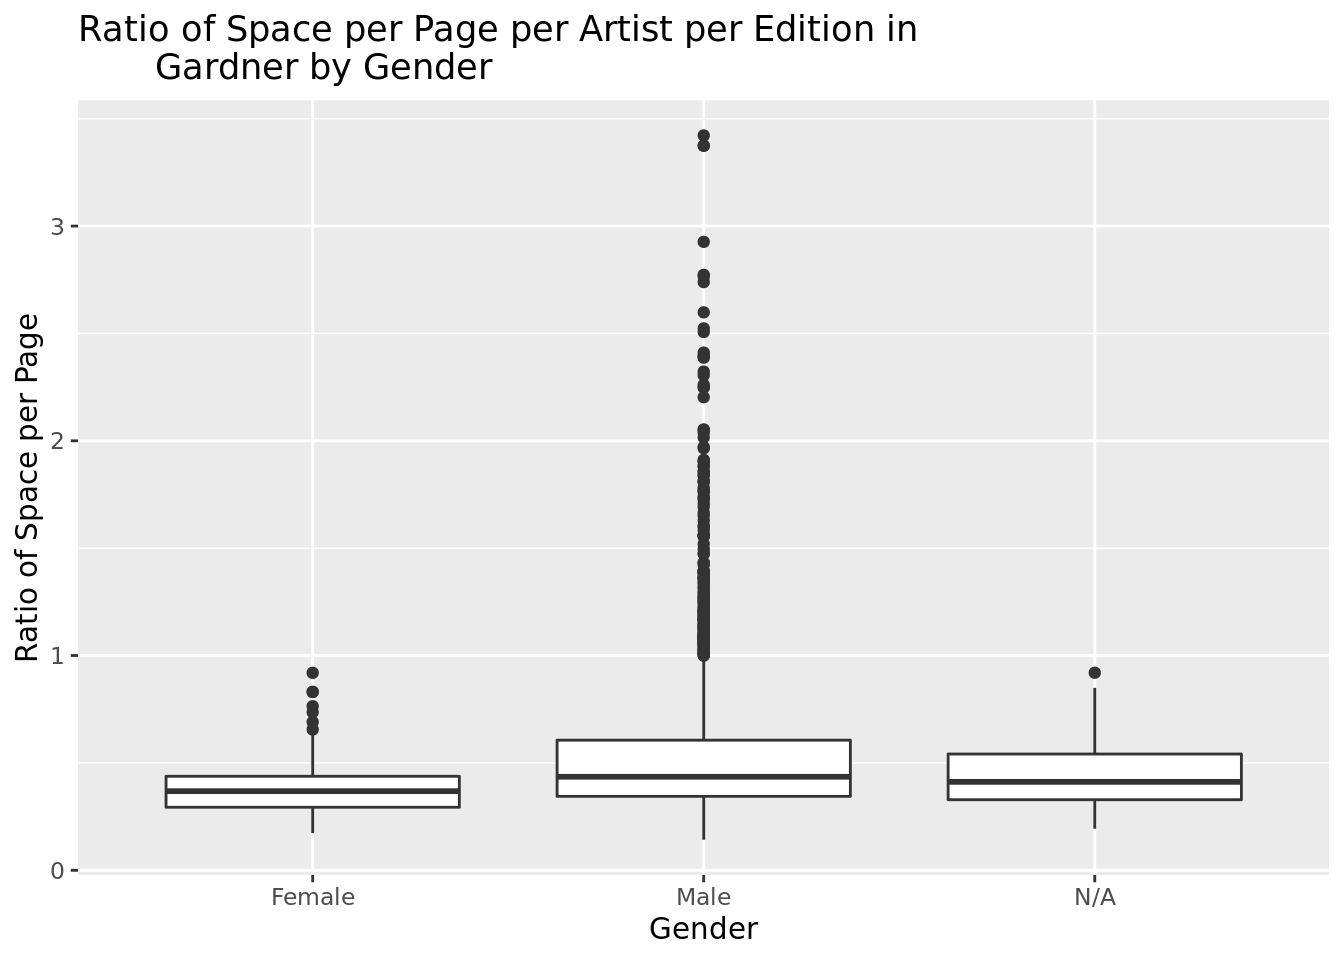 Ratio of Space per Page per Artist per Edition in
Gardner by Gender
Ratio of Space per Page
3
2
1
0
Female
Male
N/A
Gender